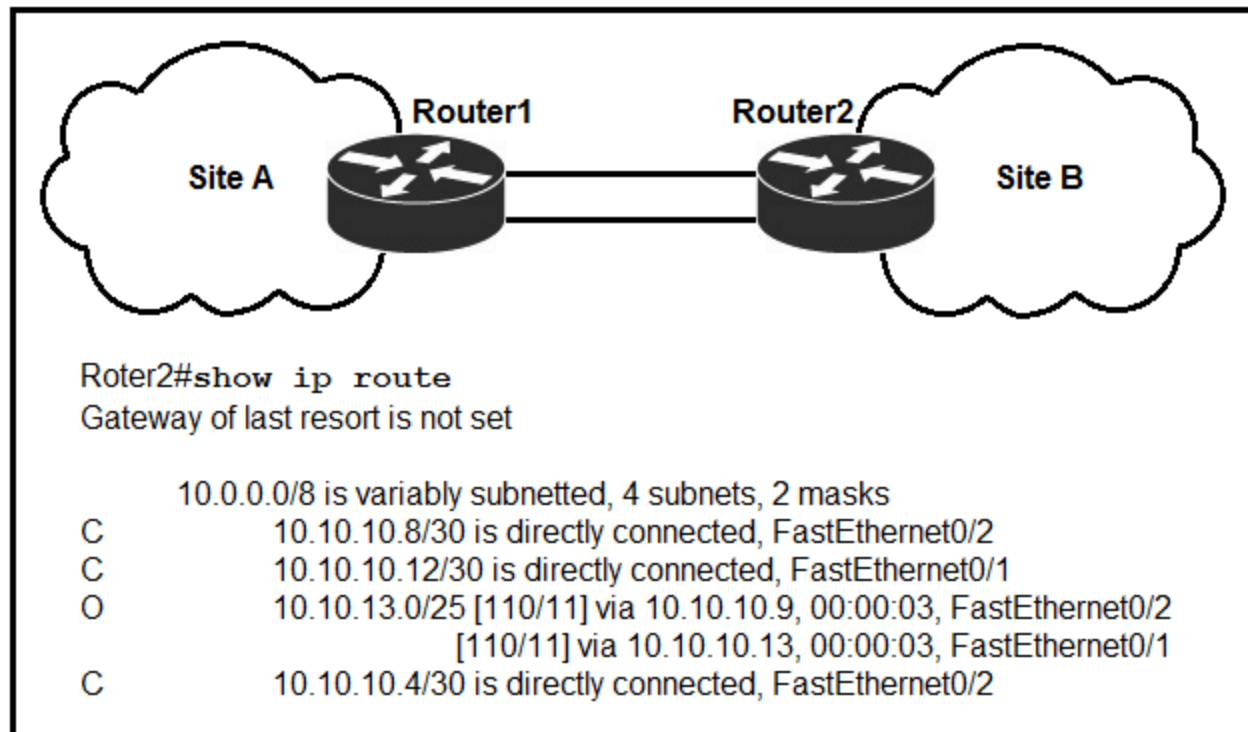 Router1
Router2
Site A
Site B
Roter2#show ip route
Gateway of last resort is not set
10.0.0.0/8 is variably subnetted, 4 subnets, 2 masks
C 10.10.10.8/30 is directly connected, FastEthernet0/2
C 10.10.10.12/30 is directly connected, FastEthernet0/1
O 10.10.13.0/25 [110/11] via 10.10.10.9, 00:00:03, FastEthernet0/2
[110/11] via 10.10.10.13, 00:00:03, FastEthernet0/1
C 10.10.10.4/30 is directly connected, FastEthernet0/2